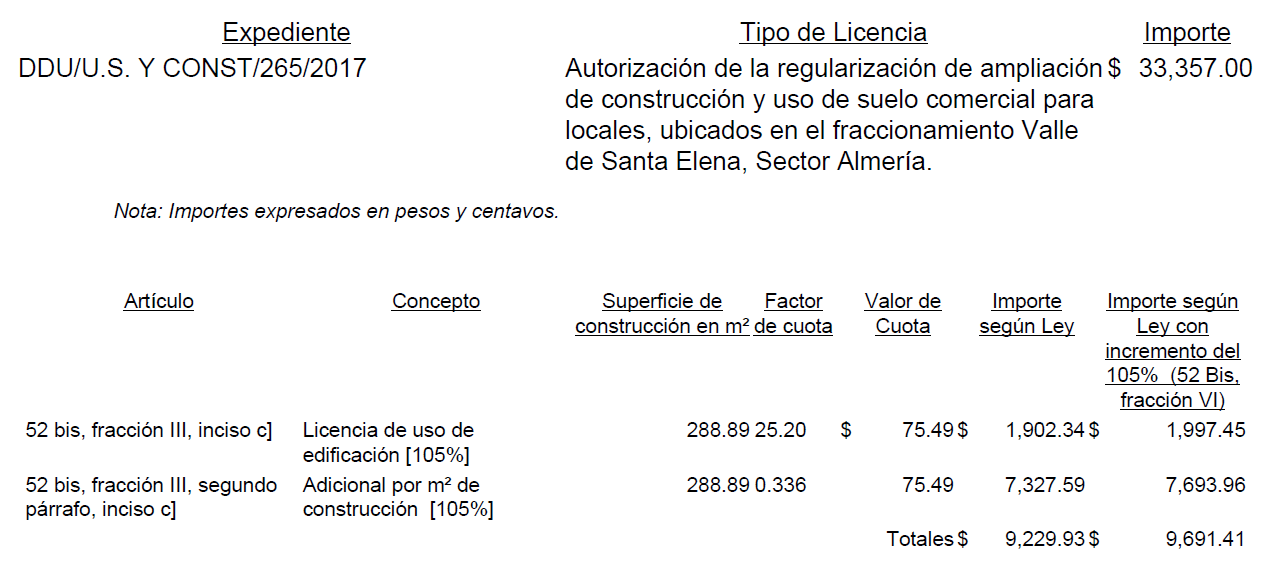 Expediente Tipo de Licencia Importe
DDU/U.S. Y CONST/265/2017 Autorización de la regularización de ampliación $ 33,357.00
de construcción y uso de suelo comercial para
locales, ubicados en el fraccionamiento Valle
de Santa Elena, Sector Almería.
Nota: Importes expresados en pesos y centavos.
Artículo Concepto Superficie de Factor Valor de Importe Importe según
construcción en m² de cuota Cuota según Ley Ley con
incremento del
105% (52 Bis,
fracción VI)
52 bis, fracción III, inciso c] Licencia de uso de 288.89 25.20 $ 75.49 $ 1,902.34 $ 1,997.45
edificación [105%]
52 bis, fracción III, segundo Adicional por m² de 288.89 0.336 75.49 7,327.59 7,693.96
párrafo, inciso c] construcción [105%]
Totales $ 9,229.93 $ 9,691.41